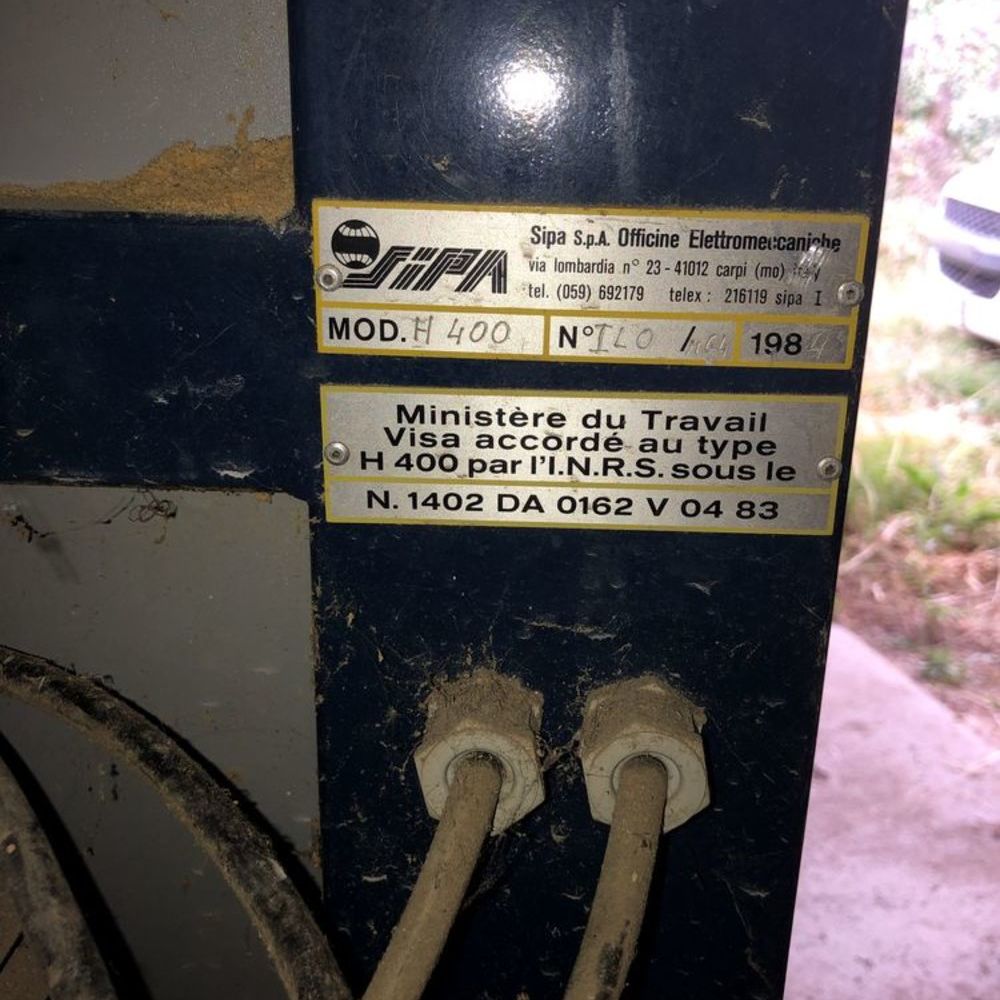 SIPA
Sipa S.p.A. Officine Elettromeccaniche
via lombardia n° 23 - 41012 carpi (mo)
tel. (059) 692179 telex: 216119 sipa I
MOD. H 400 N° ILO / 198
Ministère du Travail
Visa accordé au type
H 400 par l'I.N.R.S. sous le
N. 1402 DA 0162 V 04 83